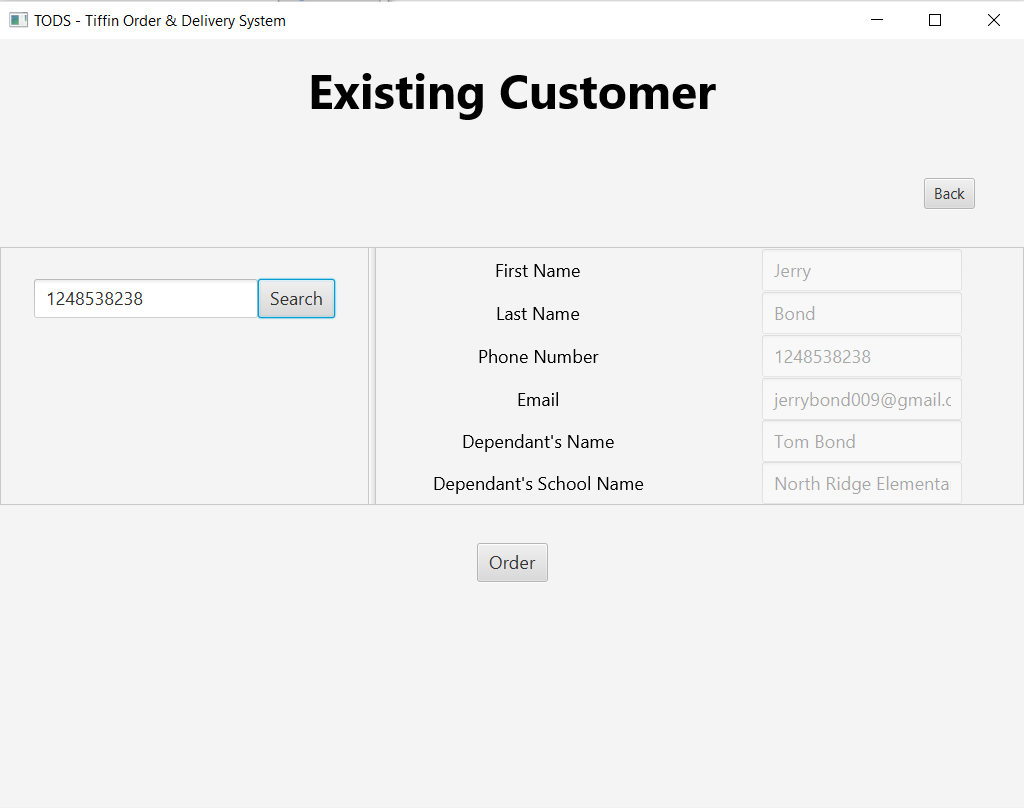 TODS - Tiffin Order & Delivery System
Existing Customer
Back
1248538238 Search
First Name Jerry
Last Name Bond
Phone Number 1248538238
Email jerrybond009@gmail.c
Dependant's Name Tom Bond
Dependant's School Name North Ridge Elementa
Order